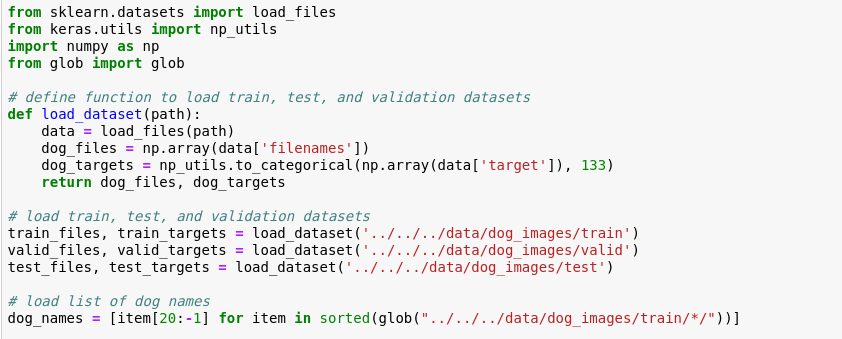 from sklearn.datasets import load_files
from keras.utils import np_utils
import numpy as np
from glob import glob

# define function to load train, test, and validation datasets
def load_dataset(path):
    data = load_files(path)
    dog_files = np.array(data['filenames'])
    dog_targets = np_utils.to_categorical(np.array(data['target']), 133)
    return dog_files, dog_targets

# load train, test, and validation datasets
train_files, train_targets = load_dataset('../../../data/dog_images/train')
valid_files, valid_targets = load_dataset('../../../data/dog_images/valid')
test_files, test_targets = load_dataset('../../../data/dog_images/test')

# load list of dog names
dog_names = [item[20:-1] for item in sorted(glob("../../../data/dog_images/train/*/"))]